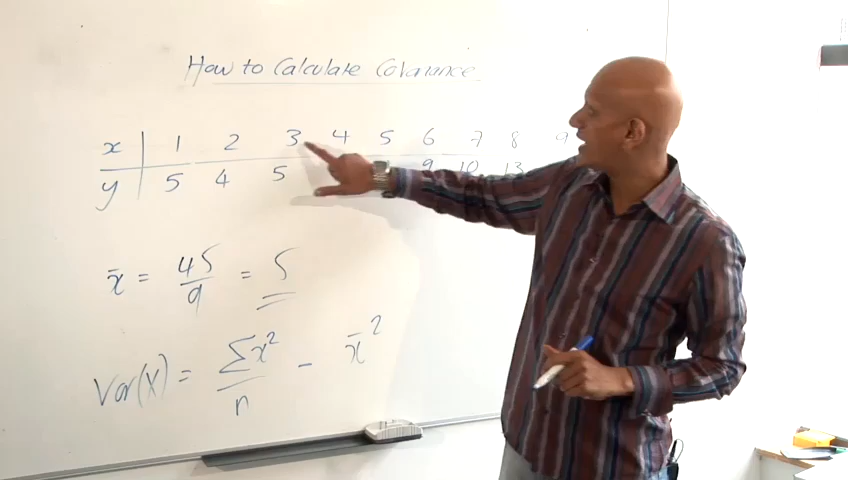 How to Calculate Covariance
x 1 2 3 4 5 6 7 8 9
y 5 4 5 9 10 13
x̄ = 45/9 = 5
Var(X) = Σx²/n - x̄²